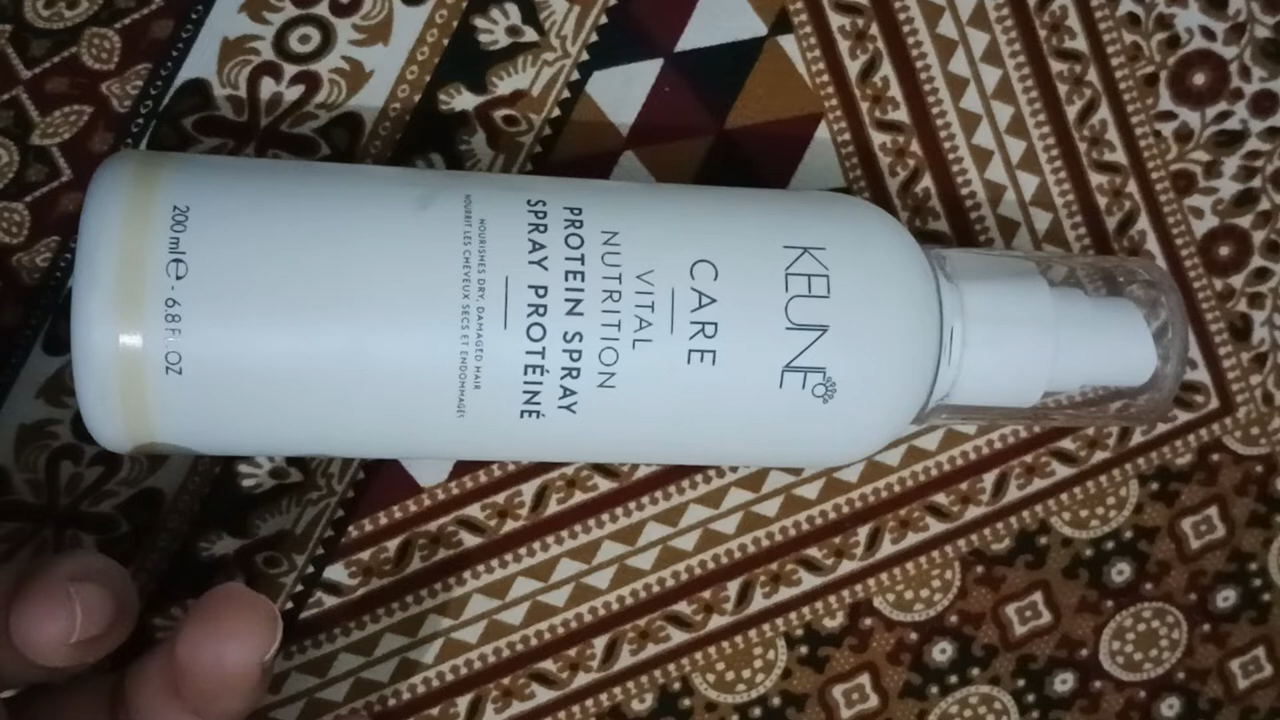 KEUNE
CARE
VITAL
NUTRITION
PROTEIN SPRAY
SPRAY PROTÉINÉ
NOURISHES DRY, DAMAGED HAIR
NOURRIT LES CHEVEUX SECS ET ENDOMMAGÉS
200 ml ℮ - 6.8 Fl. OZ